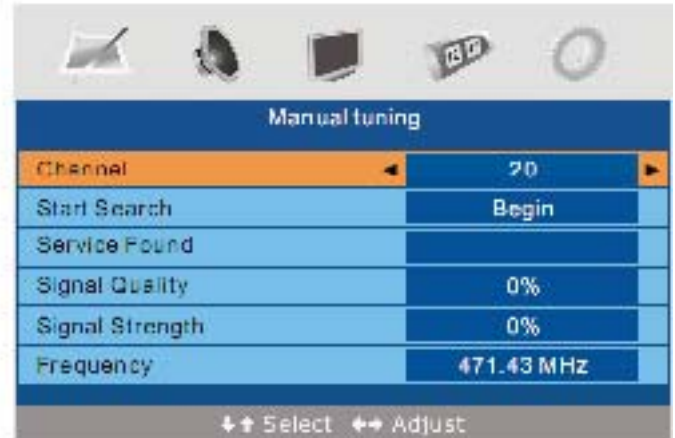 Manual tuning
Channel 20
Start Search Begin
Service Found
Signal Quality 0%
Signal Strength 0%
Frequency 471.43 MHz
Select Adjust